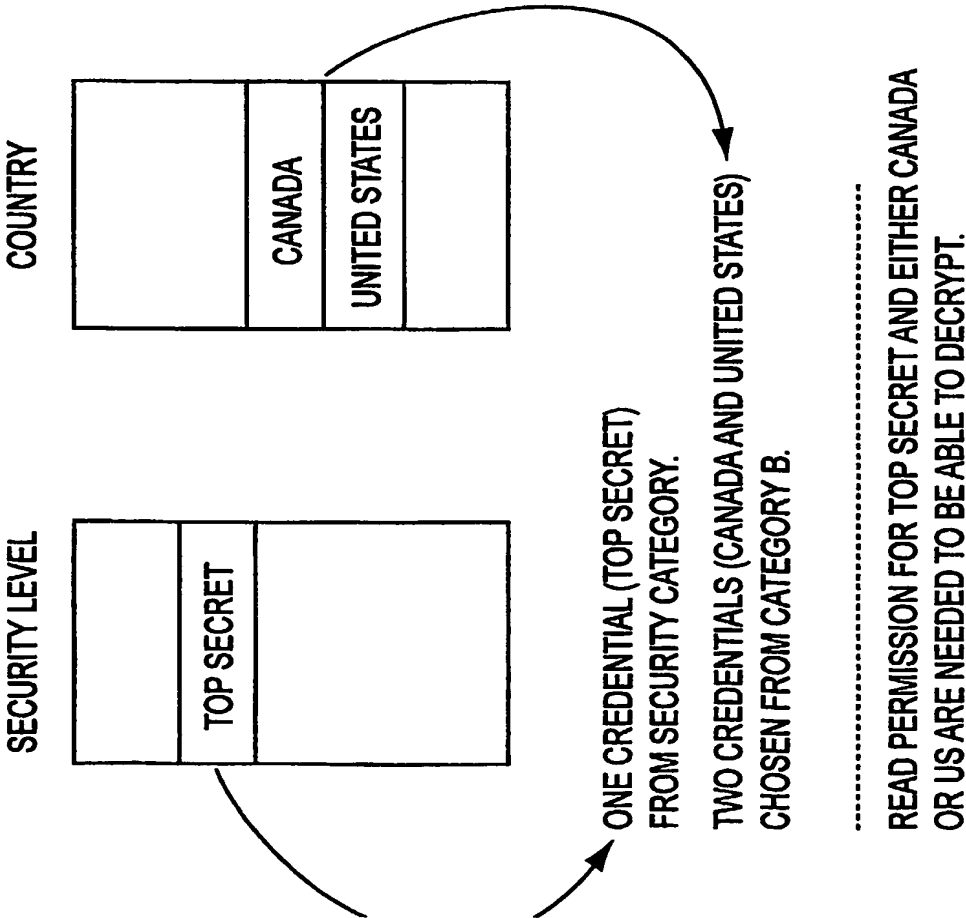 SECURITY LEVEL
TOP SECRET
COUNTRY
CANADA
UNITED STATES
ONE CREDENTIAL (TOP SECRET)
FROM SECURITY CATEGORY.
TWO CREDENTIALS (CANADA AND UNITED STATES)
CHOSEN FROM CATEGORY B.
READ PERMISSION FOR TOP SECRET AND EITHER CANADA
OR US ARE NEEDED TO BE ABLE TO DECRYPT.